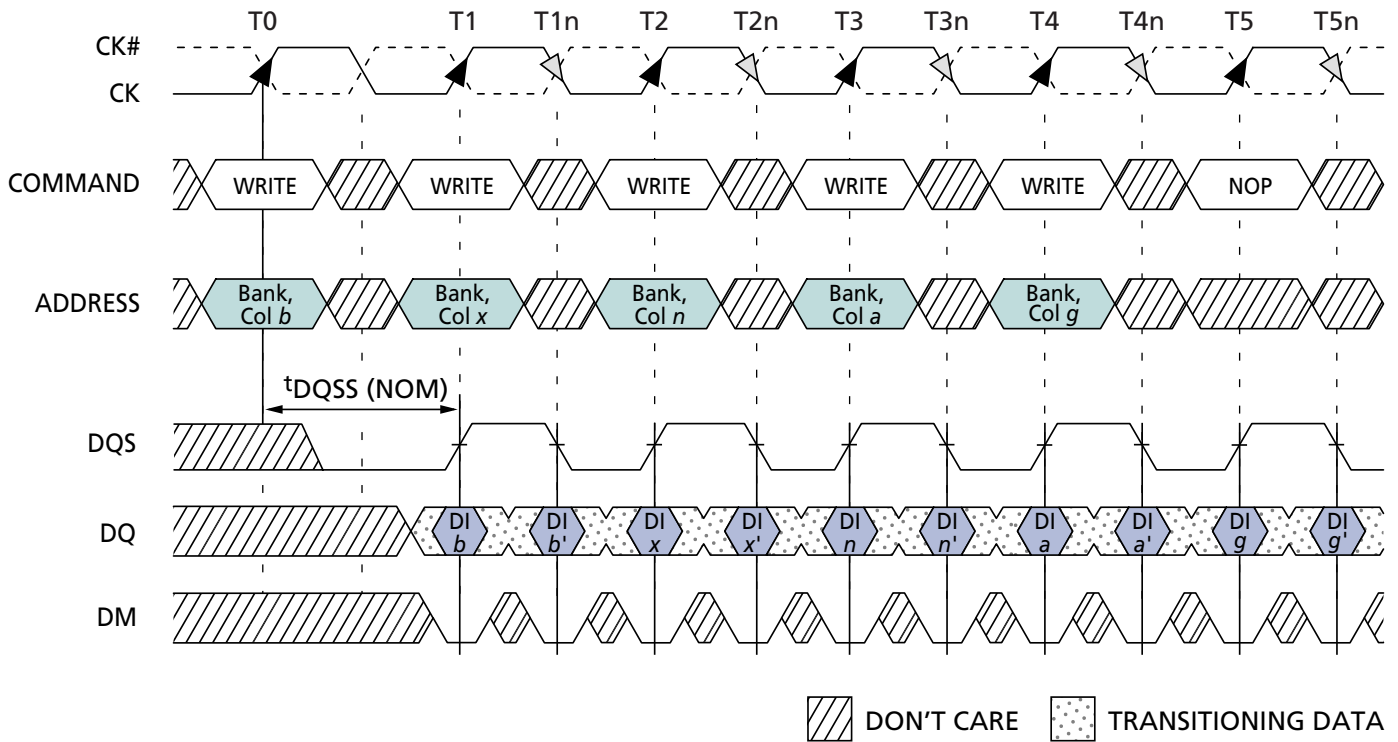 T0 T1 T1n T2 T2n T3 T3n T4 T4n T5 T5n
CK#
CK
COMMAND WRITE WRITE WRITE WRITE WRITE NOP
ADDRESS Bank, Col b Bank, Col x Bank, Col n Bank, Col a Bank, Col g
tDQSS (NOM)
DQS
DQ DI b DI b' DI x DI x' DI n DI n' DI a DI a' DI g DI g'
DM
DON'T CARE TRANSITIONING DATA